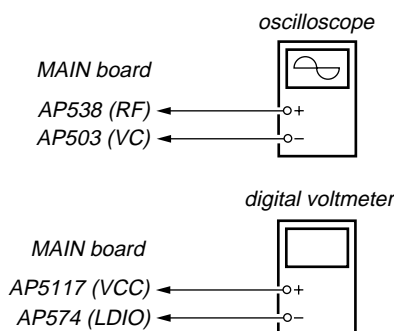 oscilloscope
MAIN board
AP538 (RF)
+
AP503 (VC)
–
digital voltmeter
MAIN board
AP5117 (VCC)
+
AP574 (LDIO)
–